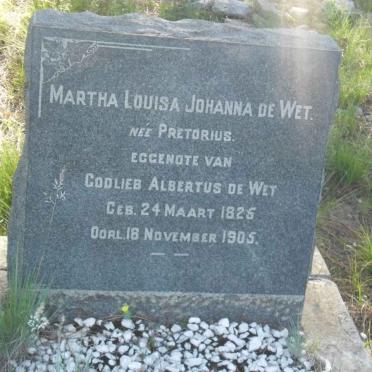 MARTHA LOUISA JOHANNA DE WET.
NEE PRETORIUS.
EGGENOTE VAN
GODLIEB ALBERTUS DE WET
GEB. 24 MAART 1825
OORL. 18 NOVEMBER 1905.